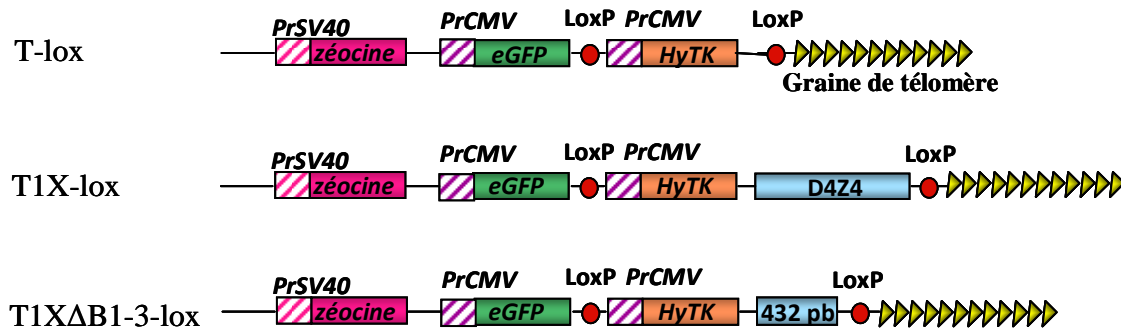 PrSV40 PrCMV LoxP PrCMV LoxP
T-lox zéocine eGFP HyTK
Graine de télomère
PrSV40 PrCMV LoxP PrCMV LoxP
T1X-lox zéocine eGFP HyTK D4Z4
PrSV40 PrCMV LoxP PrCMV LoxP
T1XΔB1-3-lox zéocine eGFP HyTK 432 pb